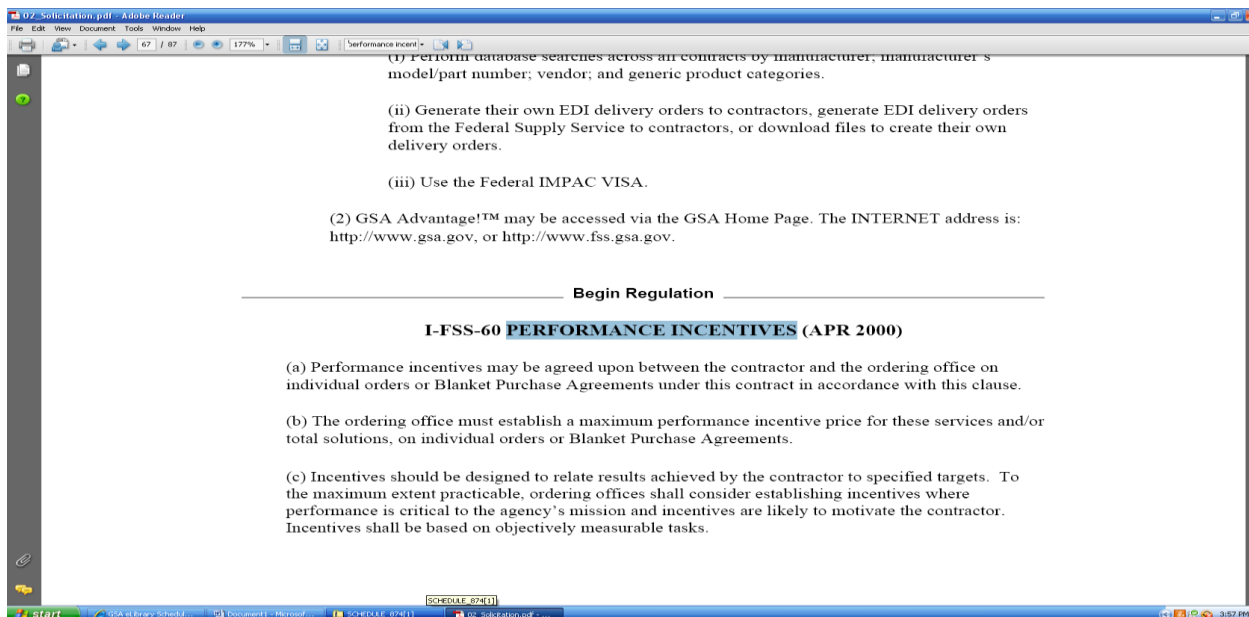 02_Solicitation.pdf - Adobe Reader
File Edit View Document Tools Window Help
67 / 87 177% performance incent
(i) Perform database searches across all contracts by manufacturer; manufacturer's
model/part number; vendor; and generic product categories.
(ii) Generate their own EDI delivery orders to contractors, generate EDI delivery orders
from the Federal Supply Service to contractors, or download files to create their own
delivery orders.
(iii) Use the Federal IMPAC VISA.
(2) GSA Advantage!™ may be accessed via the GSA Home Page. The INTERNET address is:
http://www.gsa.gov, or http://www.fss.gsa.gov.
Begin Regulation
I-FSS-60 PERFORMANCE INCENTIVES (APR 2000)
(a) Performance incentives may be agreed upon between the contractor and the ordering office on
individual orders or Blanket Purchase Agreements under this contract in accordance with this clause.
(b) The ordering office must establish a maximum performance incentive price for these services and/or
total solutions, on individual orders or Blanket Purchase Agreements.
(c) Incentives should be designed to relate results achieved by the contractor to specified targets. To
the maximum extent practicable, ordering offices shall consider establishing incentives where
performance is critical to the agency's mission and incentives are likely to motivate the contractor.
Incentives shall be based on objectively measurable tasks.
SCHEDULE_874[1]
start GSA eLibrary Schedul... Document1 - Microsof... SCHEDULE_874[1] 02_Solicitation.pdf - ... 3:57 PM